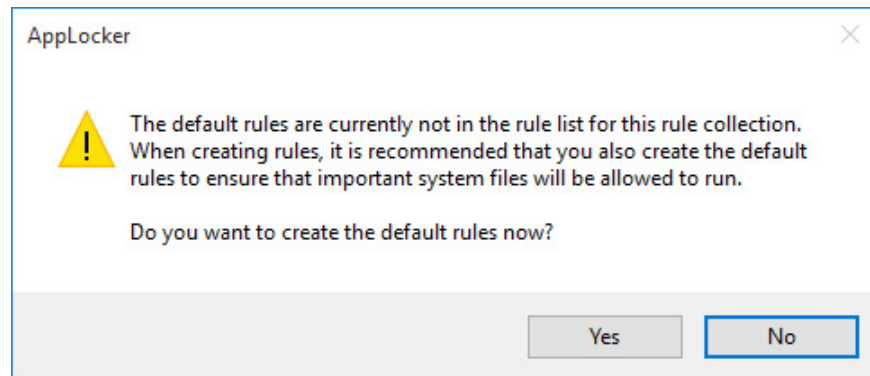 AppLocker
The default rules are currently not in the rule list for this rule collection.
When creating rules, it is recommended that you also create the default
rules to ensure that important system files will be allowed to run.
Do you want to create the default rules now?
Yes
No